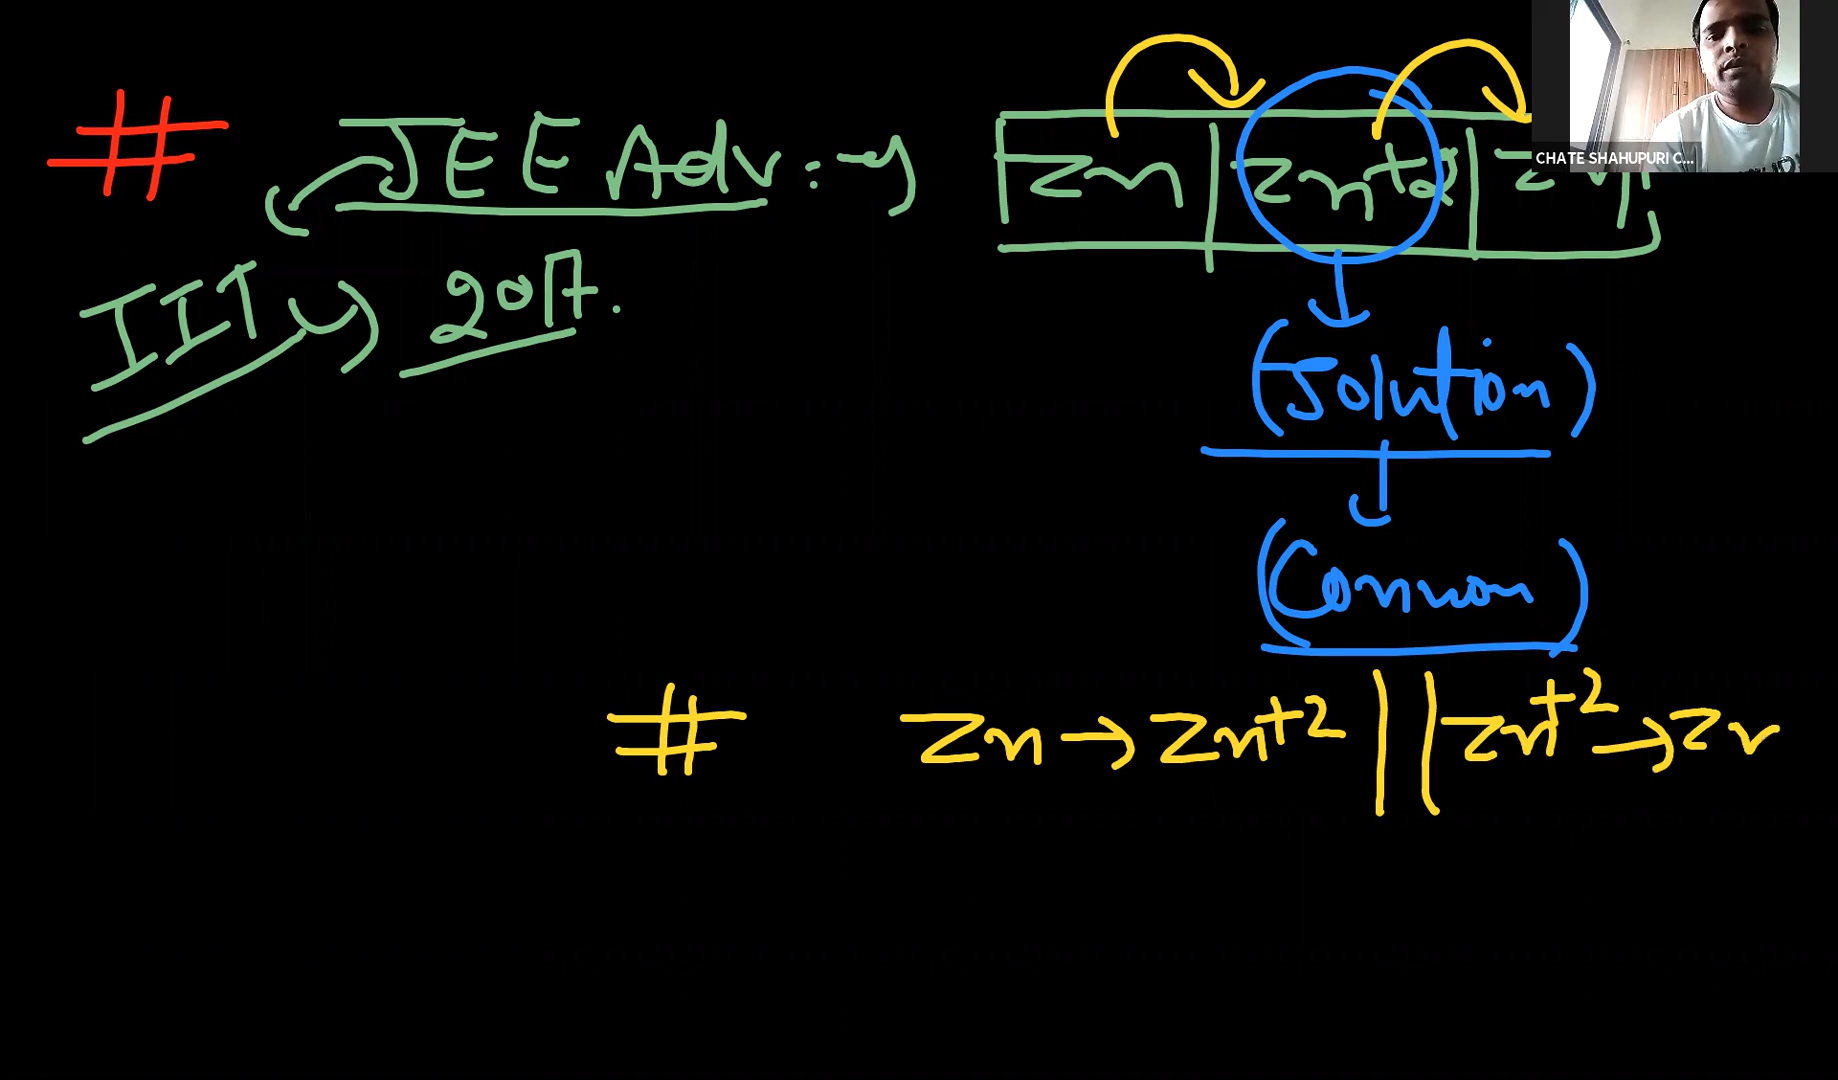 # JEE Adv : → Zn | Zn+2 | Zn
CHATE SHAHUPURI C...
IIT → 2017.
(Solution)
(Common)
# Zn → Zn+2 || Zn+2 → Zn